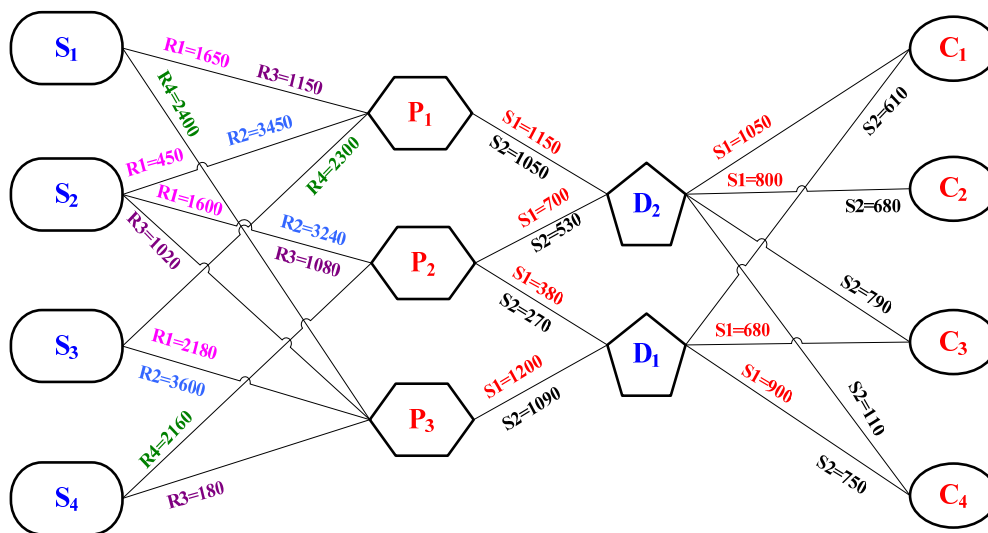 S1
S2
S3
S4
R1=1650
R3=1150
R4=2400
R2=3450
R1=450
R4=2300
R1=1600
R2=3240
R3=1080
R3=1020
R1=2180
R2=3600
R4=2160
R3=180
P1
P2
P3
S1=1150
S2=1050
S1=700
S2=530
S1=380
S2=270
S1=1200
S2=1090
D2
D1
S1=1050
S2=610
S1=800
S2=680
S2=790
S1=680
S1=900
S2=110
S2=750
C1
C2
C3
C4